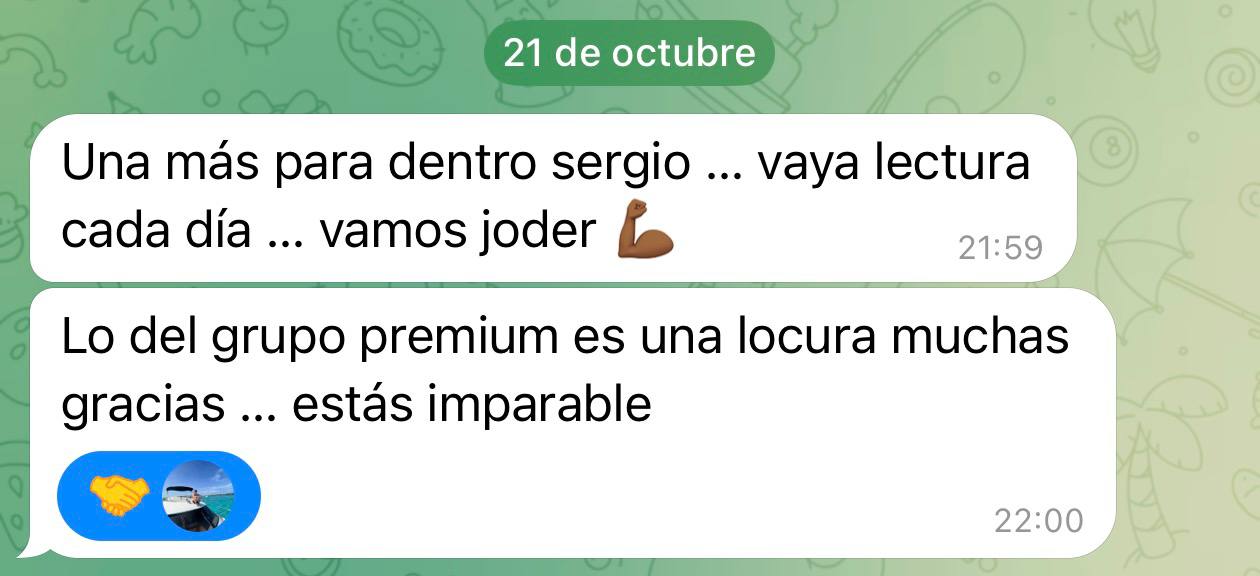 21 de octubre
Una más para dentro sergio ... vaya lectura
cada día ... vamos joder 💪🏾
21:59
Lo del grupo premium es una locura muchas
gracias ... estás imparable
🤝
22:00